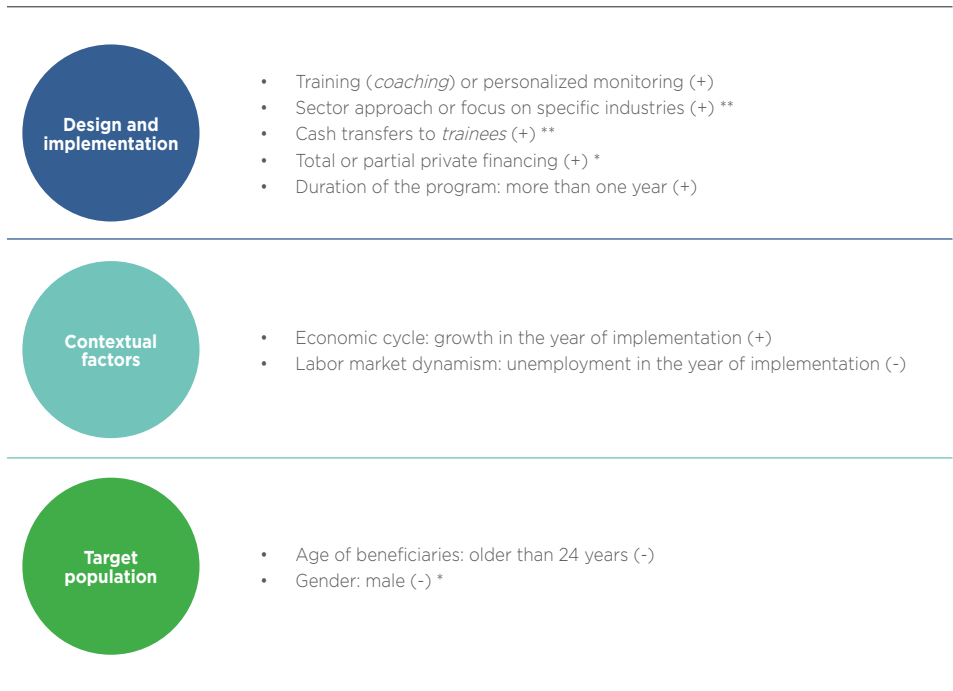 Design and
implementation
• Training (coaching) or personalized monitoring (+)
• Sector approach or focus on specific industries (+) **
• Cash transfers to trainees (+) **
• Total or partial private financing (+) *
• Duration of the program: more than one year (+)
Contextual
factors
• Economic cycle: growth in the year of implementation (+)
• Labor market dynamism: unemployment in the year of implementation (-)
Target
population
• Age of beneficiaries: older than 24 years (-)
• Gender: male (-) *